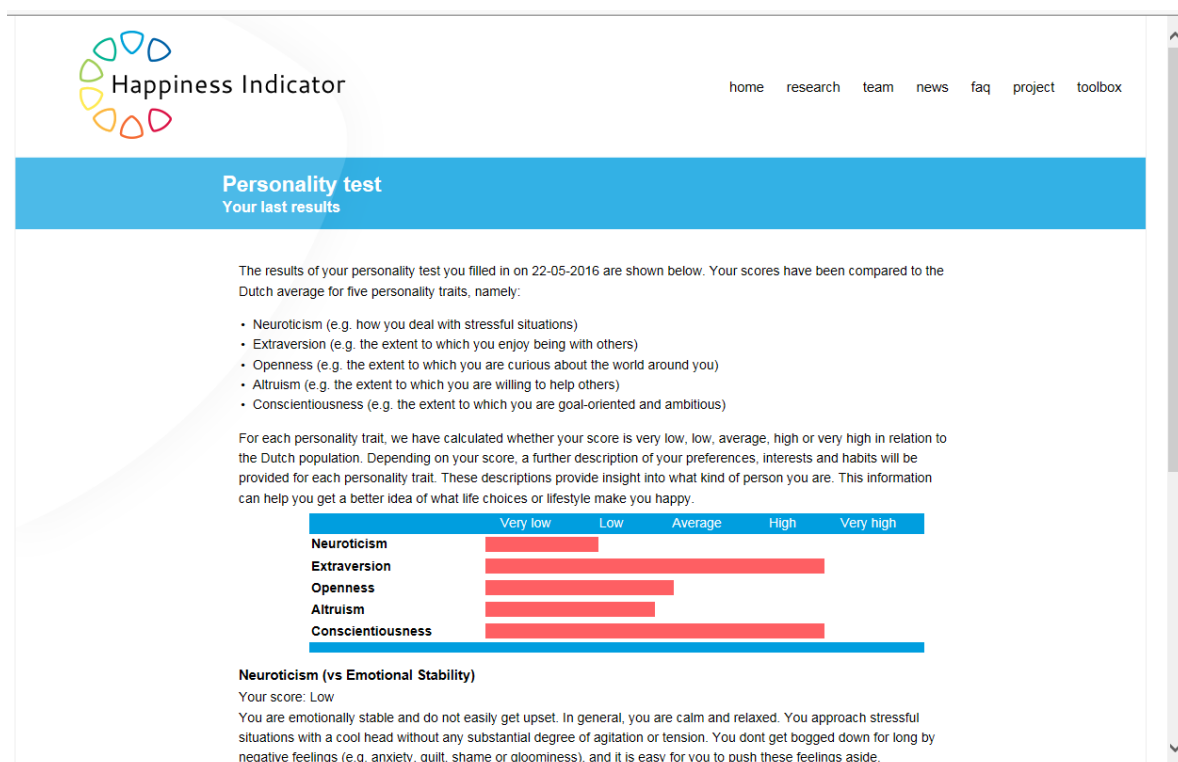 Happiness Indicator
home research team news faq project toolbox
Personality test
Your last results
The results of your personality test you filled in on 22-05-2016 are shown below. Your scores have been compared to the
Dutch average for five personality traits, namely:
• Neuroticism (e.g. how you deal with stressful situations)
• Extraversion (e.g. the extent to which you enjoy being with others)
• Openness (e.g. the extent to which you are curious about the world around you)
• Altruism (e.g. the extent to which you are willing to help others)
• Conscientiousness (e.g. the extent to which you are goal-oriented and ambitious)
For each personality trait, we have calculated whether your score is very low, low, average, high or very high in relation to
the Dutch population. Depending on your score, a further description of your preferences, interests and habits will be
provided for each personality trait. These descriptions provide insight into what kind of person you are. This information
can help you get a better idea of what life choices or lifestyle make you happy.
Very low Low Average High Very high
Neuroticism
Extraversion
Openness
Altruism
Conscientiousness
Neuroticism (vs Emotional Stability)
Your score: Low
You are emotionally stable and do not easily get upset. In general, you are calm and relaxed. You approach stressful
situations with a cool head without any substantial degree of agitation or tension. You dont get bogged down for long by
negative feelings (e.g. anxiety, guilt, shame or gloominess), and it is easy for you to push these feelings aside.